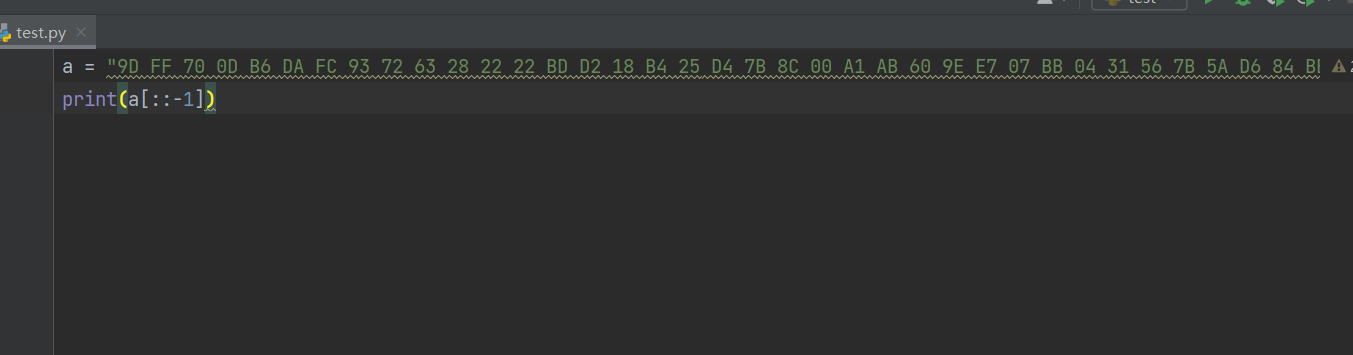 test.py
a = "9D FF 70 0D B6 DA FC 93 72 63 28 22 22 BD D2 18 B4 25 D4 7B 8C 00 A1 AB 60 9E E7 07 BB 04 31 56 7B 5A D6 84
print(a[::-1])